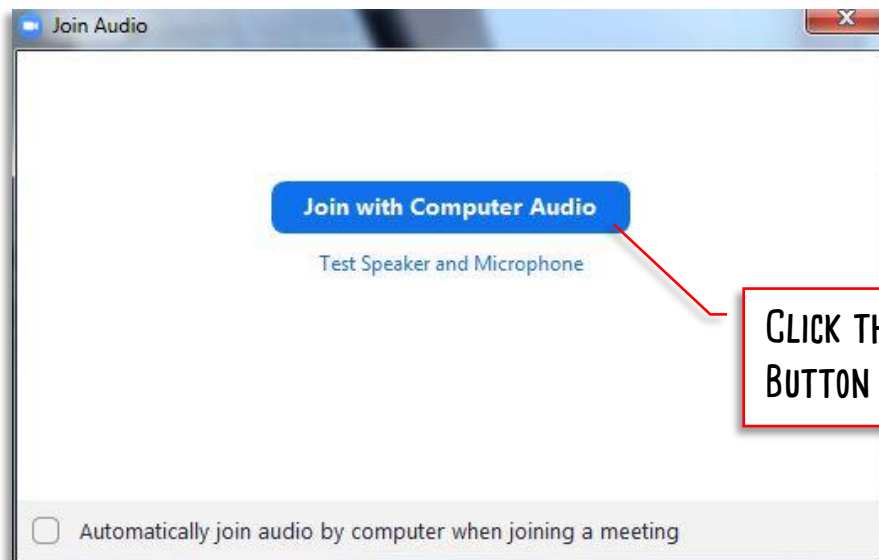 Join Audio
Join with Computer Audio
Test Speaker and Microphone
CLICK
BUTTON
Automatically join audio by computer when joining a meeting